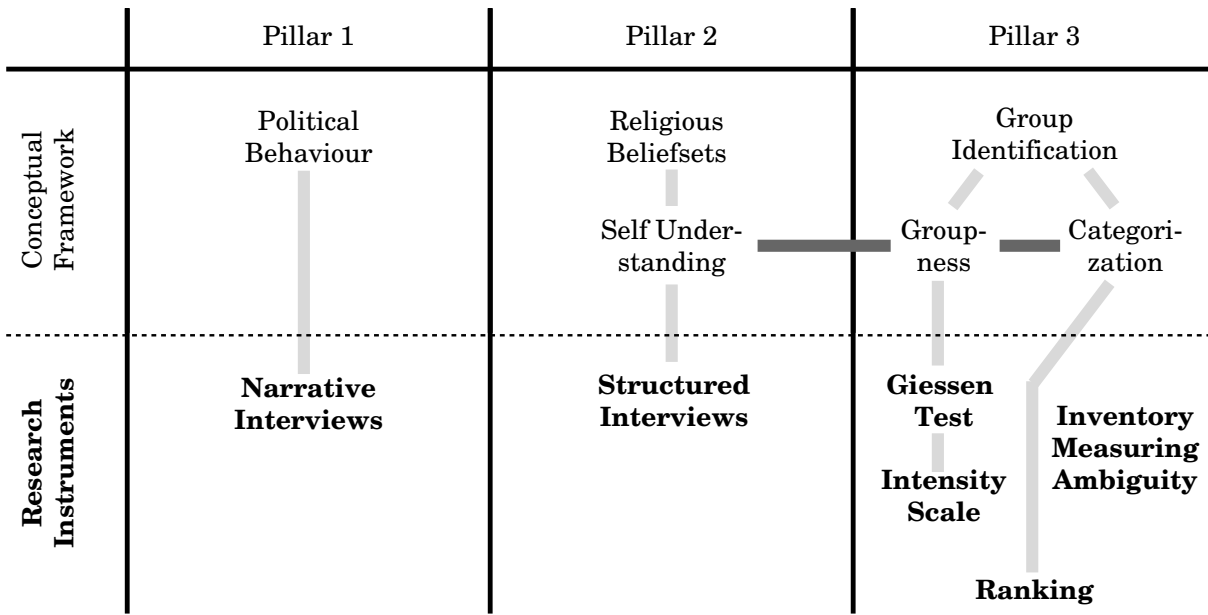 Pillar 1
Pillar 2
Pillar 3
Conceptual
Framework
Political
Behaviour
Religious
Beliefsets
Group
Identification
Self Under-
standing
Group-
ness
Categori-
zation
Research
Instruments
Narrative
Interviews
Structured
Interviews
Giessen
Test
Inventory
Measuring
Ambiguity
Intensity
Scale
Ranking